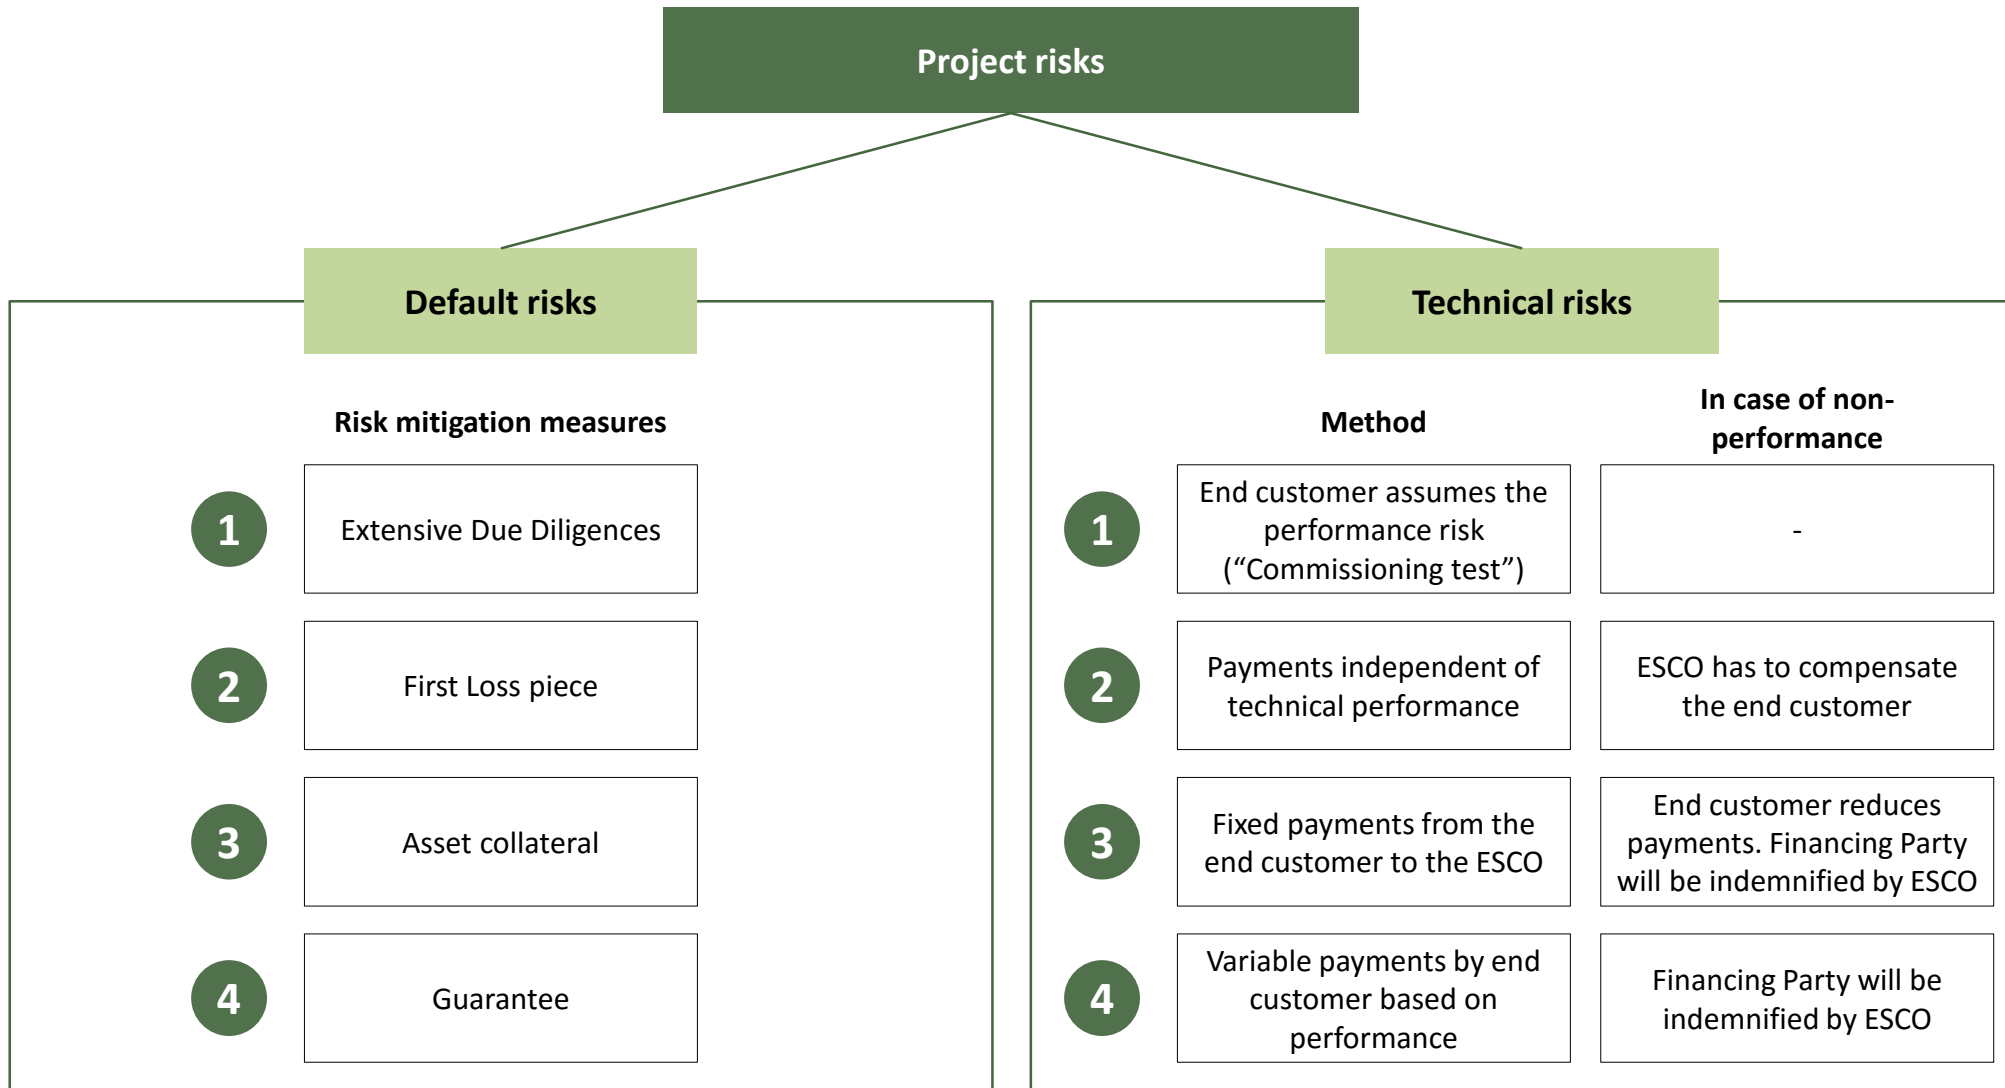 Project risks
Default risks
Risk mitigation measures
1
Extensive Due Diligences
2
First Loss piece
3
Asset collateral
4
Guarantee
Technical risks
Method
In case of non-
performance
1
End customer assumes the
performance risk
(“Commissioning test”)
-
2
Payments independent of
technical performance
ESCO has to compensate
the end customer
3
Fixed payments from the
end customer to the ESCO
End customer reduces
payments. Financing Party
will be indemnified by ESCO
4
Variable payments by end
customer based on
performance
Financing Party will be
indemnified by ESCO